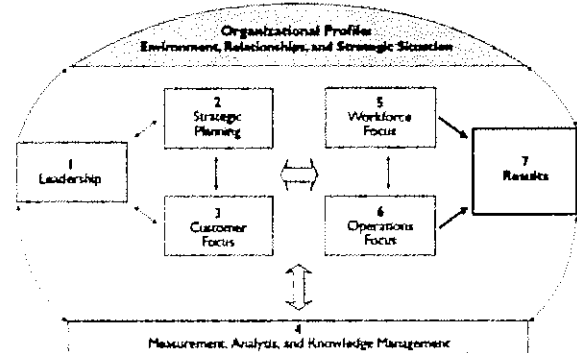 Organizational Profile:
Environment, Relationships, and Strategic Situation
2
Strategic
Planning
5
Workforce
Focus
1
Leadership
7
Results
3
Customer
Focus
6
Operations
Focus
4
Measurement, Analysis, and Knowledge Management